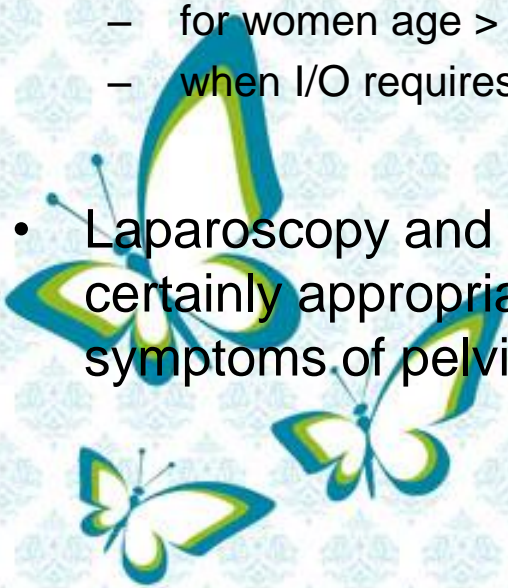 – for women age >
– when I/O requires
• Laparoscopy and
certainly appropria
symptoms of pelvi